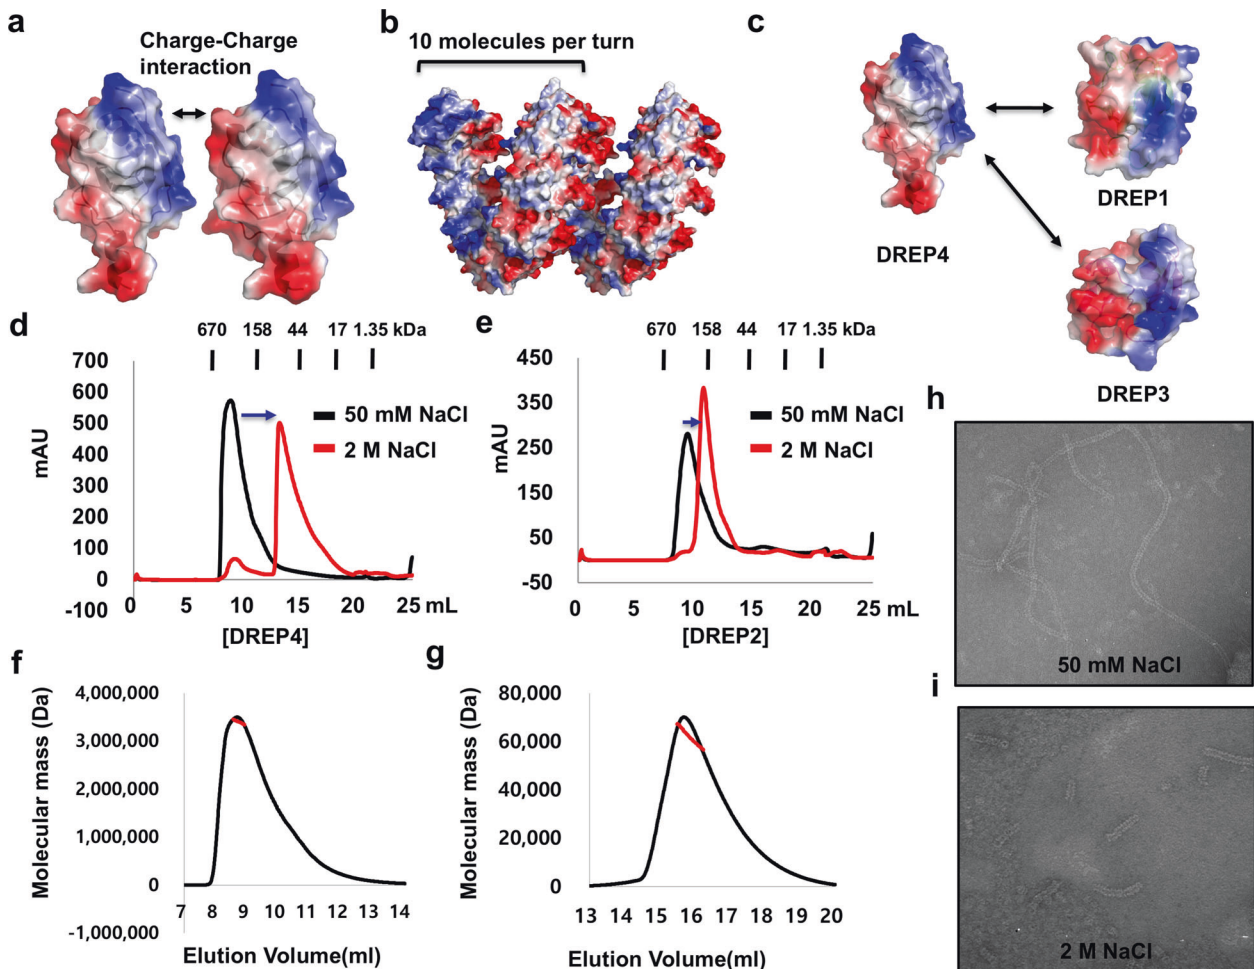 a
Charge-Charge
interaction
b
10 molecules per turn
c
DREP4
DREP1
DREP3
d
670 158 44 17 1.35 kDa
700
600
500
400
300
200
100
0
-100
mAU
50 mM NaCl
2 M NaCl
0 5 10 15 20 25 mL
[DREP4]
e
670 158 44 17 1.35 kDa
450
350
250
150
50
-50
mAU
50 mM NaCl
2 M NaCl
0 5 10 15 20 25 mL
[DREP2]
f
Molecular mass (Da)
4,000,000
3,000,000
2,000,000
1,000,000
0
-1,000,000
7 8 9 10 11 12 13 14
Elution Volume(ml)
g
Molecular mass (Da)
80,000
60,000
40,000
20,000
0
13 14 15 16 17 18 19 20
Elution Volume(ml)
h
50 mM NaCl
i
2 M NaCl